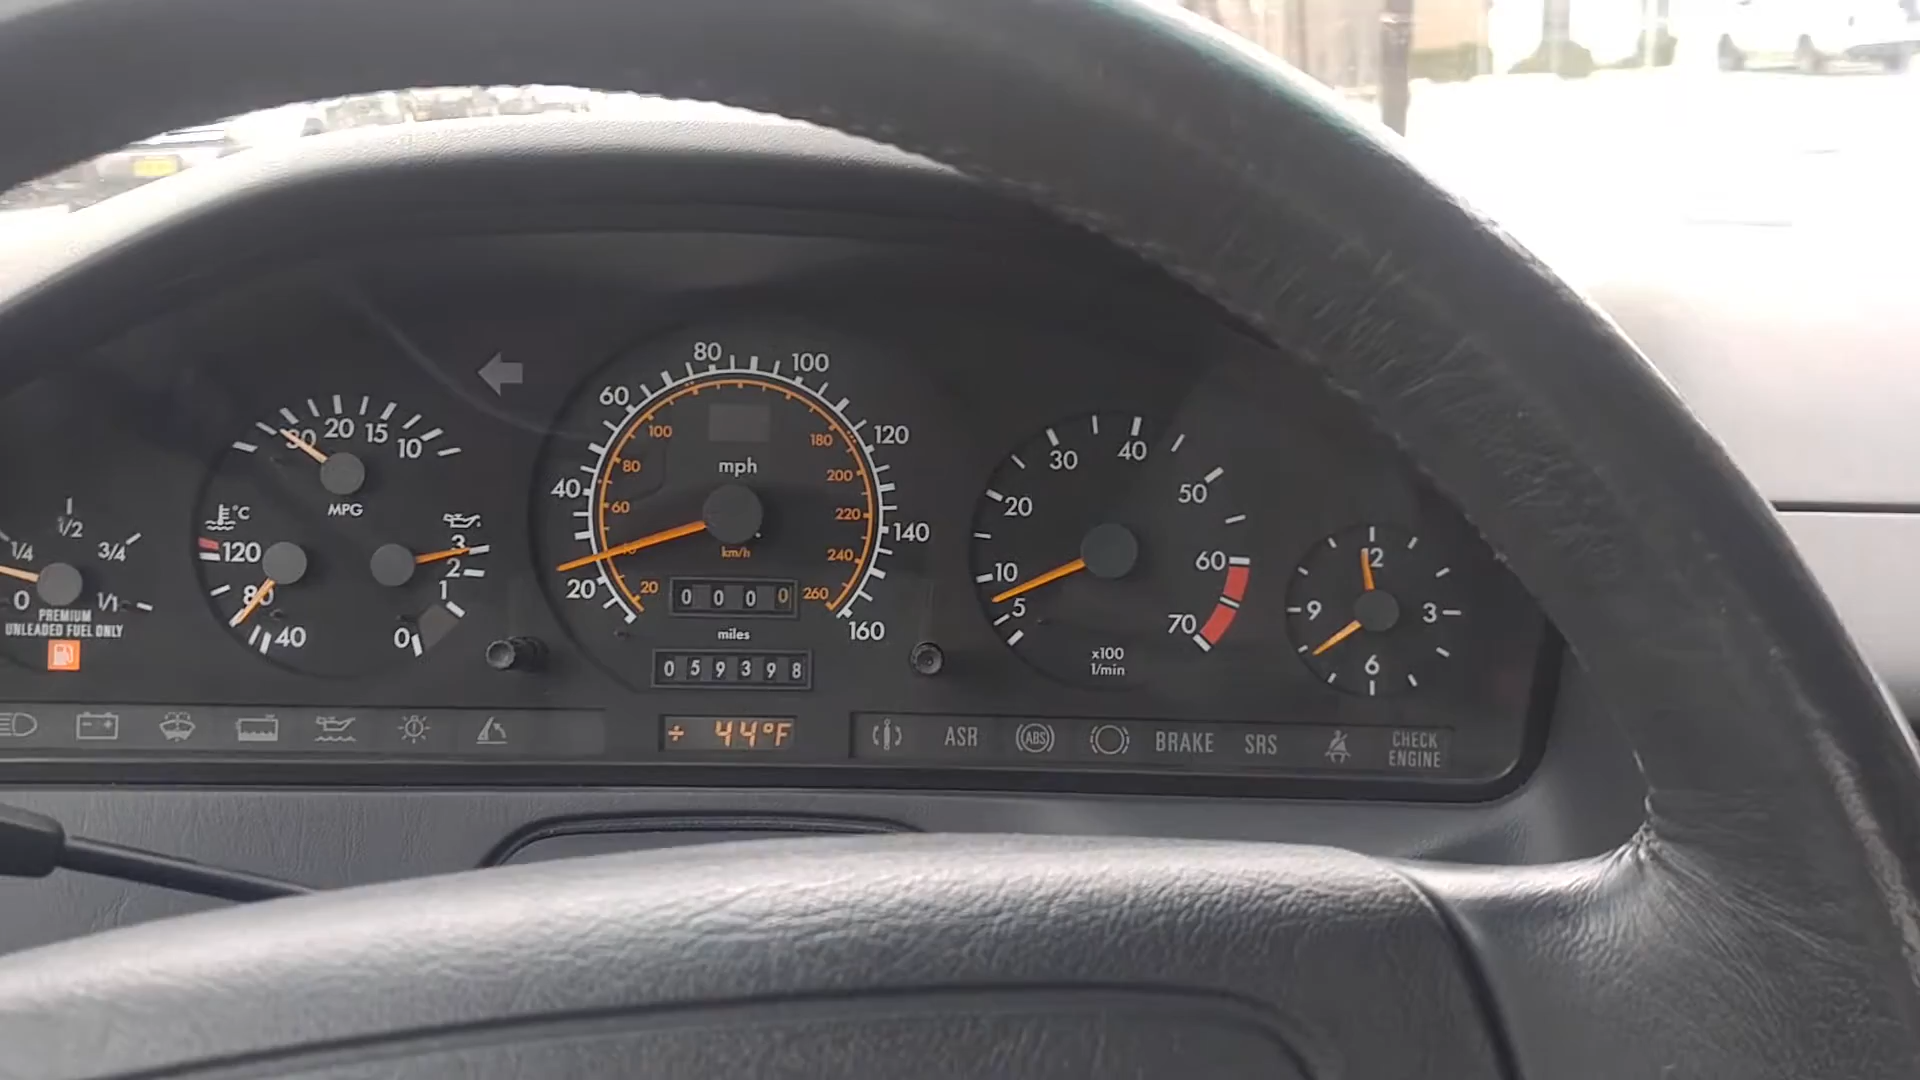 1/2
1/4
3/4
0
1/1
PREMIUM
UNLEADED FUEL ONLY
30
20
15
10
MPG
°C
120
80
40
3
2
1
0
20
40
60
80
100
120
140
160
mph
20
40
60
80
100
180
200
220
240
260
km/h
0 0 0 0
miles
0 5 9 3 9 8
÷ 44°F
5
10
20
30
40
50
60
70
x100
1/min
12
3
6
9
ASR
ABS
BRAKE
SRS
CHECK
ENGINE